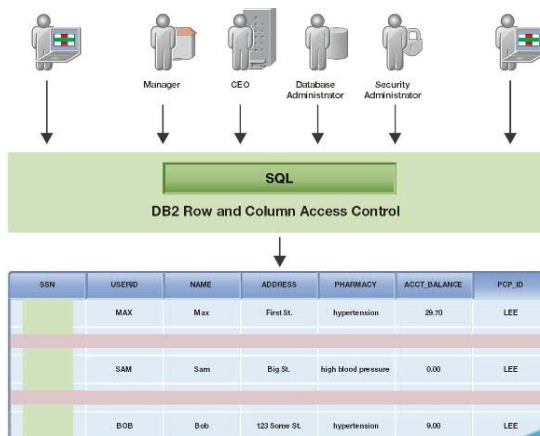 Manager
CEO
Database
Administrator
Security
Administrator
SQL
DB2 Row and Column Access Control
SSN USERID NAME ADDRESS PHARMACY ACCT_BALANCE PCP_ID
MAX Max First St. hypertension 29.70 LEE
SAM Sam Big St. high blood pressure 0.00 LEE
BOB Bob 123 Some St. hypertension 9.00 LEE